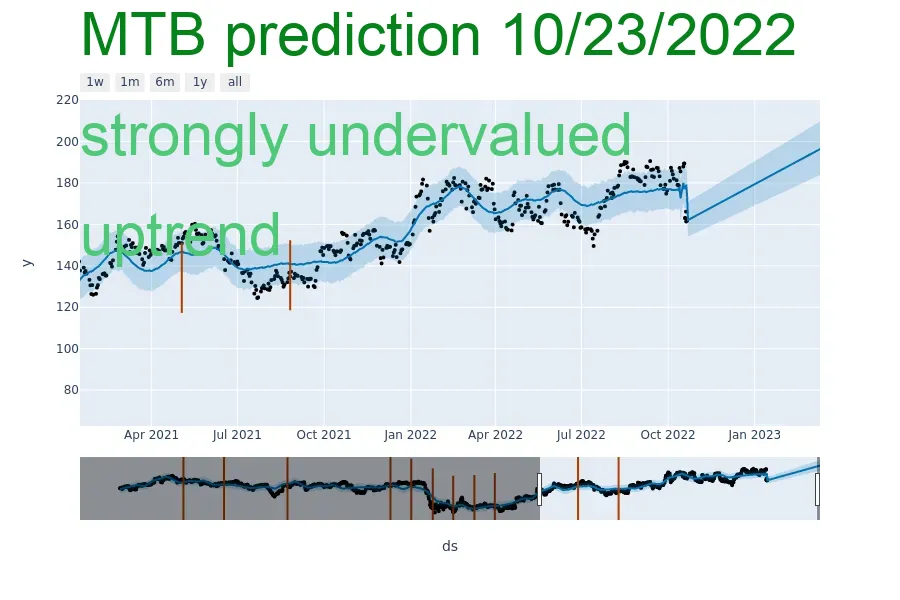 MTB prediction 10/23/2022
1w 1m 6m 1y all
220
strongly undervalued
200
180
160
uptrend
140
y
120
100
80
Apr 2021 Jul 2021 Oct 2021 Jan 2022 Apr 2022 Jul 2022 Oct 2022 Jan 2023
ds